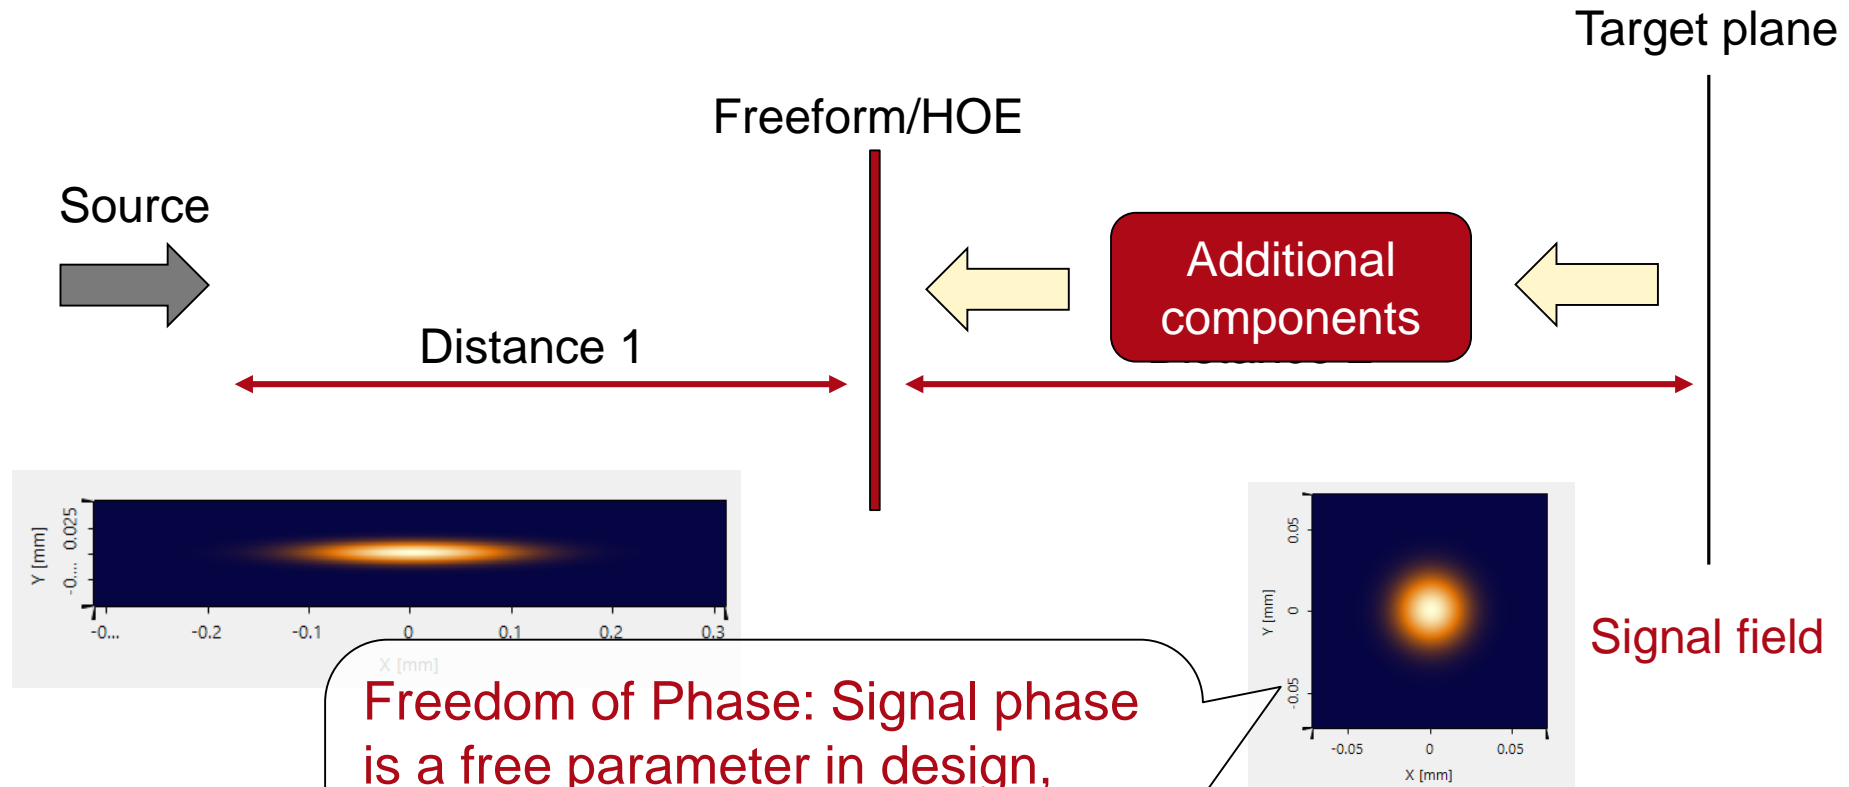 Target plane
Freeform/HOE
Source
Additional
components
Distance 1
Y [mm]
-0.... 0.025
-0... -0.2 -0.1 0 0.1 0.2 0.3
X [mm]
Freedom of Phase: Signal phase
is a free parameter in design,
Y [mm]
-0.05 0 0.05
-0.05 0 0.05
X [mm]
Signal field